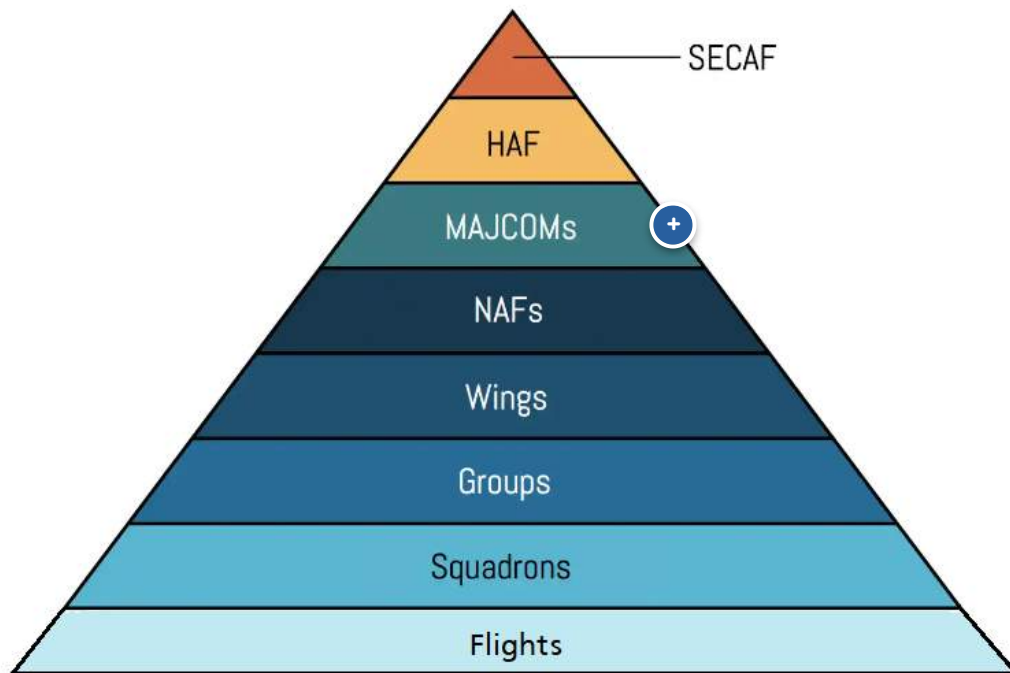 SECAF
HAF
MAJCOMs
+
NAFs
Wings
Groups
Squadrons
Flights